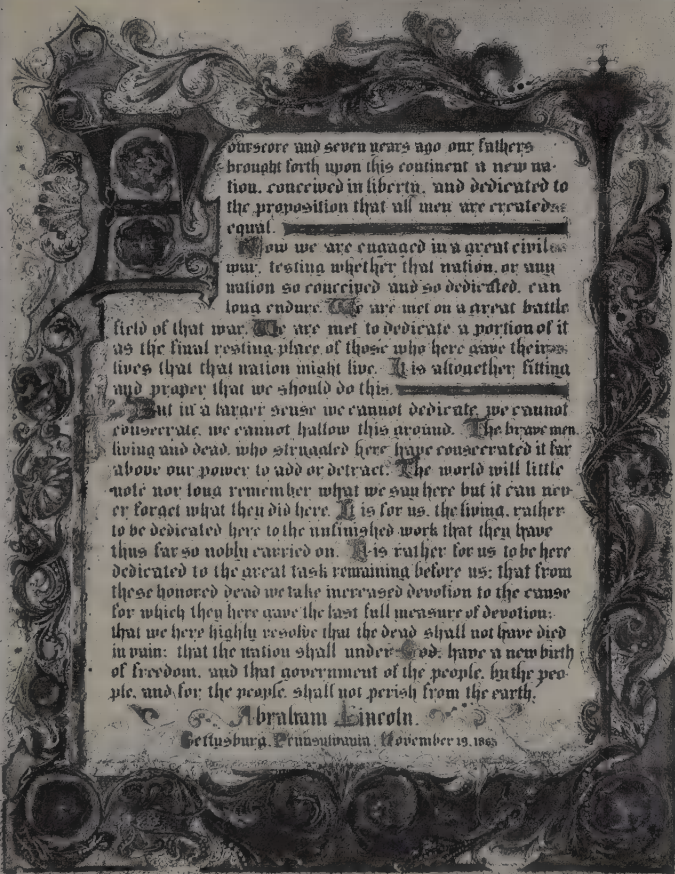 Fourscore and seven years ago our fathers
brought forth upon this continent a new na-
tion, conceived in liberty, and dedicated to
the proposition that all men are created
equal.
Now we are engaged in a great civil
war, testing whether that nation, or any
nation so conceived and so dedicated, can
long endure. We are met on a great battle
field of that war. We are met to dedicate a portion of it
as the final resting place of those who here gave their
lives that that nation might live. It is altogether fitting
and proper that we should do this.
But in a larger sense we cannot dedicate, we cannot
consecrate, we cannot hallow this ground. The brave men,
living and dead, who struggled here have consecrated it far
above our power to add or detract. The world will little
note nor long remember what we say here but it can nev-
er forget what they did here. It is for us, the living, rather
to be dedicated here to the unfinished work that they have
thus far so nobly carried on. It is rather for us to be here
dedicated to the great task remaining before us; that from
these honored dead we take increased devotion to the cause
for which they here gave the last full measure of devotion;
that we here highly resolve that the dead shall not have died
in vain; that the nation shall under God, have a new birth
of freedom, and that government of the people, by the peo-
ple, and for the people, shall not perish from the earth.
Abraham Lincoln.
Gettysburg, Pennsylvania, November 19, 1863